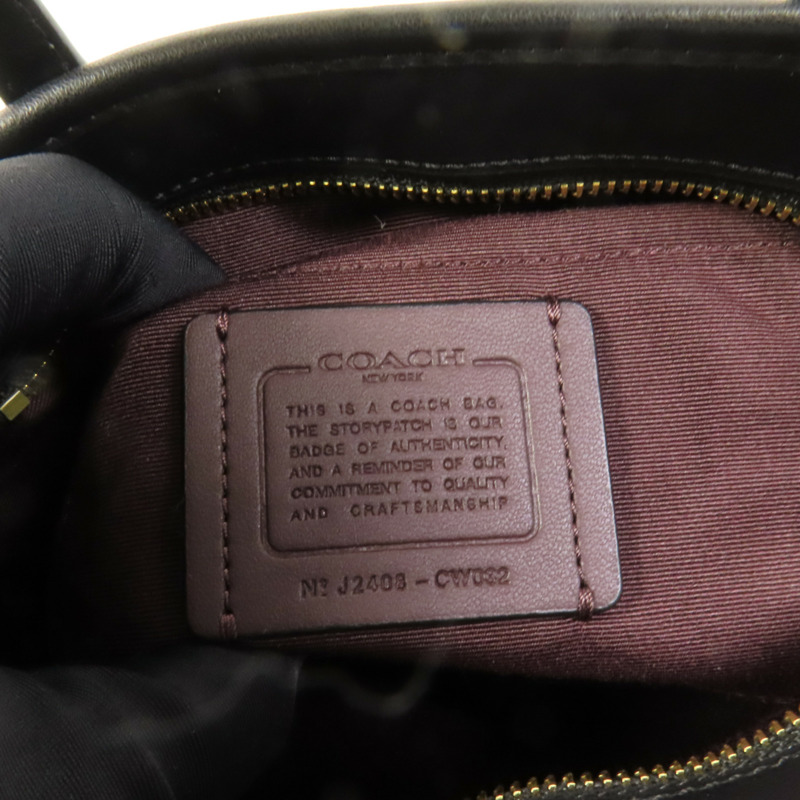 COACH
NEW YORK
THIS IS A COACH BAG.
THE STORYPATCH IS OUR
BADGE OF AUTHENTICITY,
AND A REMINDER OF OUR
COMMITMENT TO QUALITY
AND CRAFTSMANSHIP
Nº J2408 - CW032